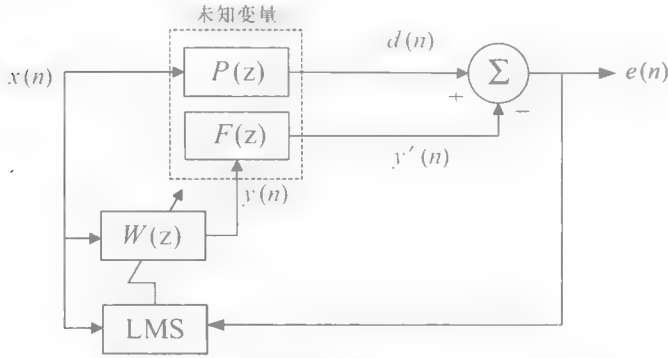 未知变量
x(n)
P(z)
d(n)
Σ
e(n)
+
−
F(z)
y′(n)
y(n)
W(z)
LMS